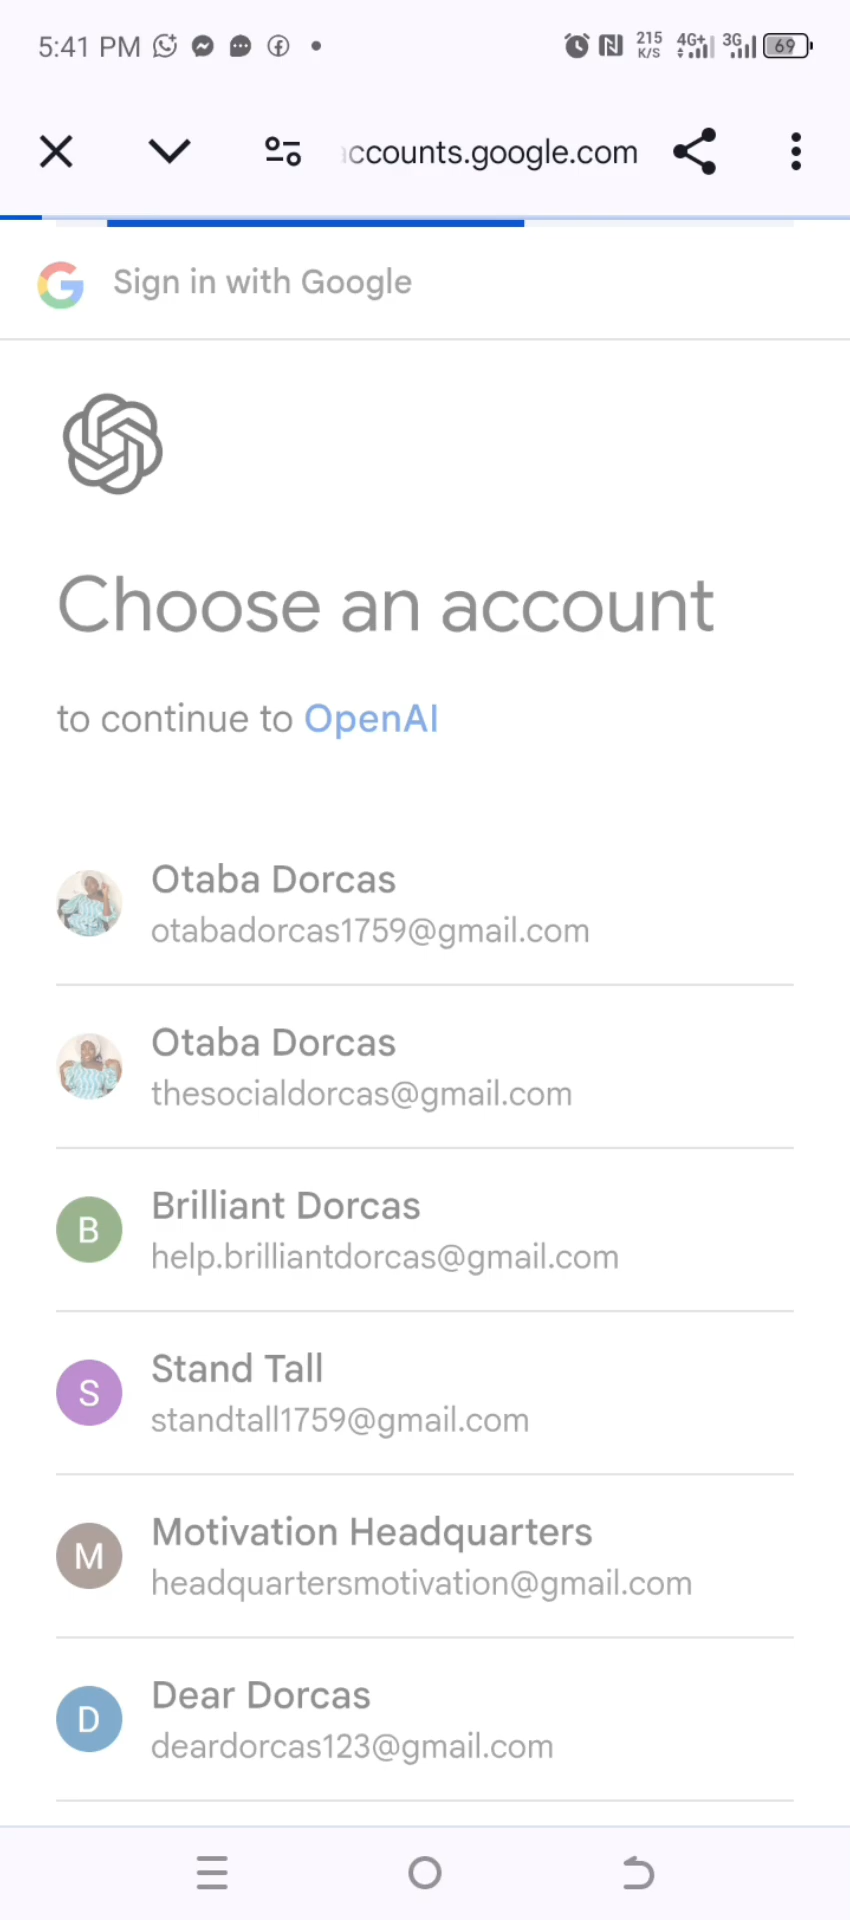 5:41 PM 215 K/S 4G+ 3G 69
ccounts.google.com
Sign in with Google
Choose an account
to continue to OpenAI
Otaba Dorcas
otabadorcas1759@gmail.com
Otaba Dorcas
thesocialdorcas@gmail.com
B
Brilliant Dorcas
help.brilliantdorcas@gmail.com
S
Stand Tall
standtall1759@gmail.com
M
Motivation Headquarters
headquartersmotivation@gmail.com
D
Dear Dorcas
deardorcas123@gmail.com